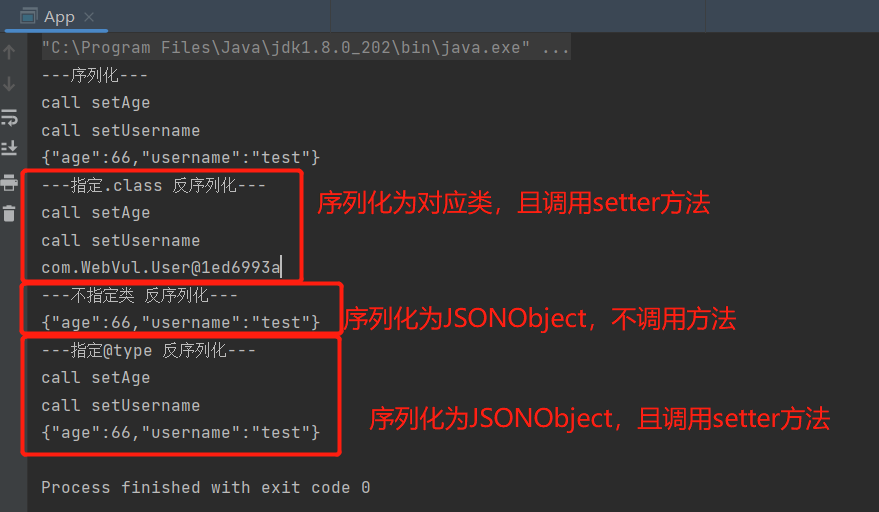 App
"C:\Program Files\Java\jdk1.8.0_202\bin\java.exe" ...
---序列化---
call setAge
call setUsername
{"age":66,"username":"test"}
---指定.class 反序列化---
call setAge
序列化为对应类，且调用setter方法
call setUsername
com.WebVul.User@1ed6993a
---不指定类 反序列化---
{"age":66,"username":"test"}
序列化为JSONObject，不调用方法
---指定@type 反序列化---
call setAge
call setUsername
序列化为JSONObject，且调用setter方法
{"age":66,"username":"test"}
Process finished with exit code 0